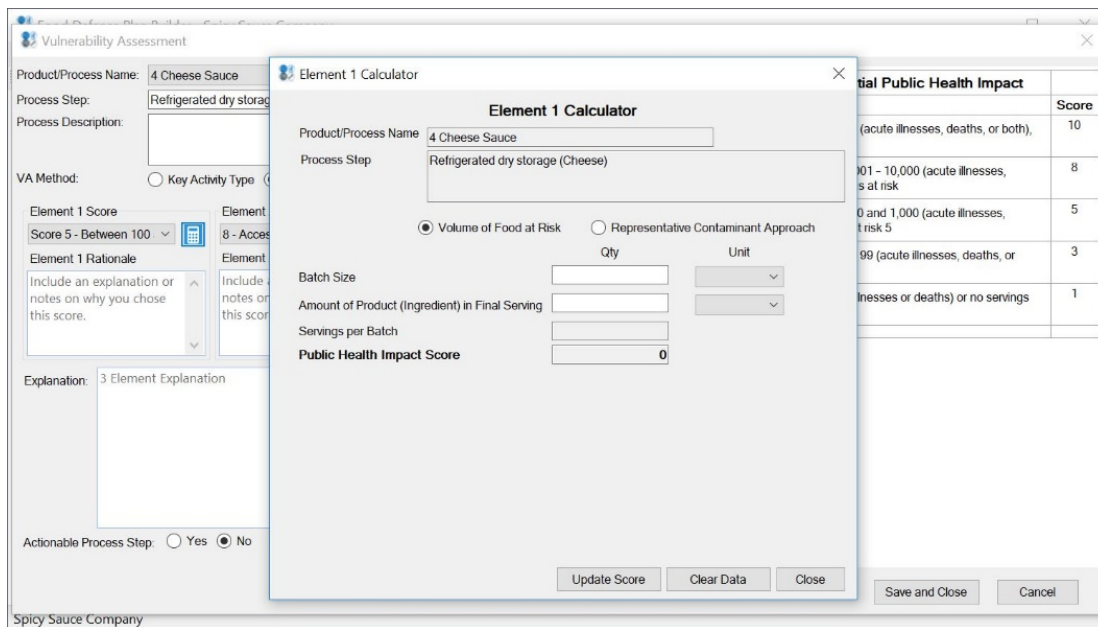 Food Defense Plan Builder - Spicy Sauce Company
Vulnerability Assessment
Product/Process Name: 4 Cheese Sauce
Process Step: Refrigerated dry storag
Process Description:
VA Method: Key Activity Type
Element 1 Score
Element
Score 5 - Between 100
8 - Acces
Element 1 Rationale
Element
Include an explanation or
notes on why you chose
this score.
Include
notes or
this scor
Explanation: 3 Element Explanation
Actionable Process Step: Yes No
Element 1 Calculator
Element 1 Calculator
Product/Process Name 4 Cheese Sauce
Process Step Refrigerated dry storage (Cheese)
Volume of Food at Risk Representative Contaminant Approach
Qty Unit
Batch Size
Amount of Product (Ingredient) in Final Serving
Servings per Batch
Public Health Impact Score 0
Update Score Clear Data Close
tial Public Health Impact
Score
(acute illnesses, deaths, or both),
10
001 - 10,000 (acute illnesses,
s at risk
8
0 and 1,000 (acute illnesses,
t risk 5
5
99 (acute illnesses, deaths, or
3
lnesses or deaths) or no servings
1
Save and Close Cancel
Spicy Sauce Company